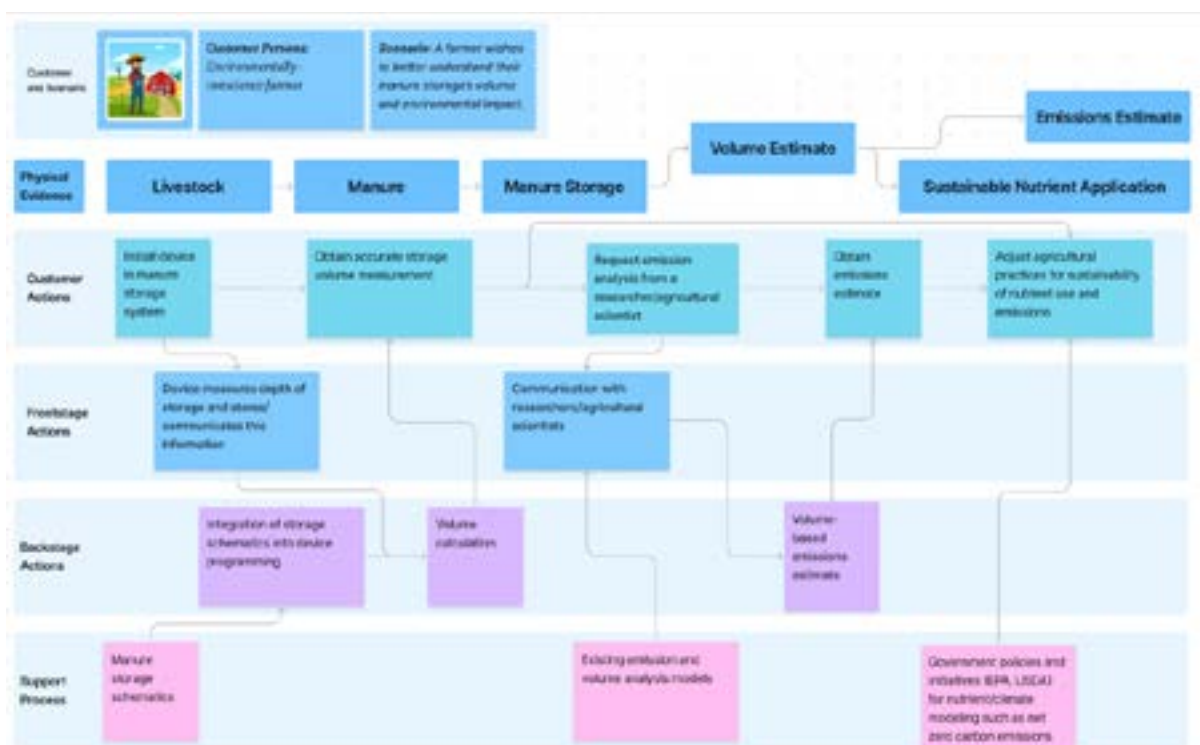 Customer
and Scenario
Customer Persona:
Environmentally-
conscious farmer
Scenario: A farmer wishes
to better understand their
manure storage's volume
and environmental impact.
Physical
Evidence
Livestock
Manure
Manure Storage
Volume Estimate
Emissions Estimate
Sustainable Nutrient Application
Customer
Actions
Install device
in manure
storage
system
Obtain accurate storage
volume measurement
Request emission
analysis from a
researcher/agricultural
scientist
Obtain
emissions
estimate
Adjust agricultural
practices for sustainability
of nutrient use and
emissions
Frontstage
Actions
Device measures depth of
storage and stores/
communicates this
information
Communication with
researchers/agricultural
scientists
Backstage
Actions
Integration of storage
schematics into device
programming
Volume
calculation
Volume-
based
emissions
estimate
Support
Process
Manure
storage
schematics
Existing emission and
volume analysis models
Government policies and
initiatives (EPA, USDA)
for nutrient/climate
modeling such as net
zero carbon emissions